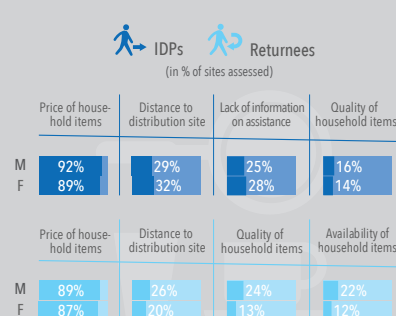 IDPs Returnees
(in % of sites assessed)
Price of house- Distance to Lack of information Quality of
hold items distribution site on assistance household items
M 92% 29% 25% 16%
F 89% 32% 28% 14%
Price of house- Distance to Quality of Availability of
hold items distribution site household items household items
M 89% 26% 24% 22%
F 87% 20% 13% 12%